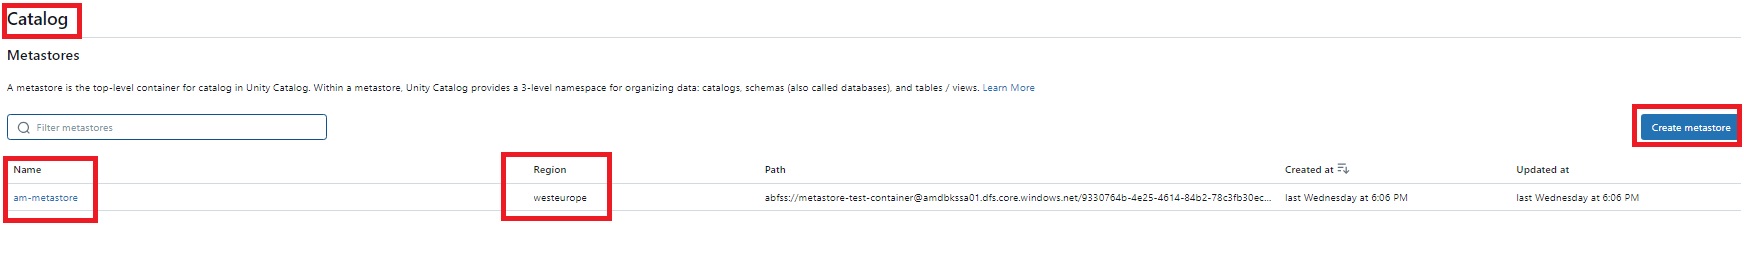 Catalog
Metastores
A metastore is the top-level container for catalog in Unity Catalog. Within a metastore, Unity Catalog provides a 3-level namespace for organizing data: catalogs, schemas (also called databases), and tables / views. Learn More
Filter metastores
Create metastore
Name Region Path Created at Updated at
am-metastore westeurope abfss://metastore-test-container@amdbkssa01.dfs.core.windows.net/9330764b-4e25-4614-84b2-78c3fb30ec... last Wednesday at 6:06 PM last Wednesday at 6:06 PM